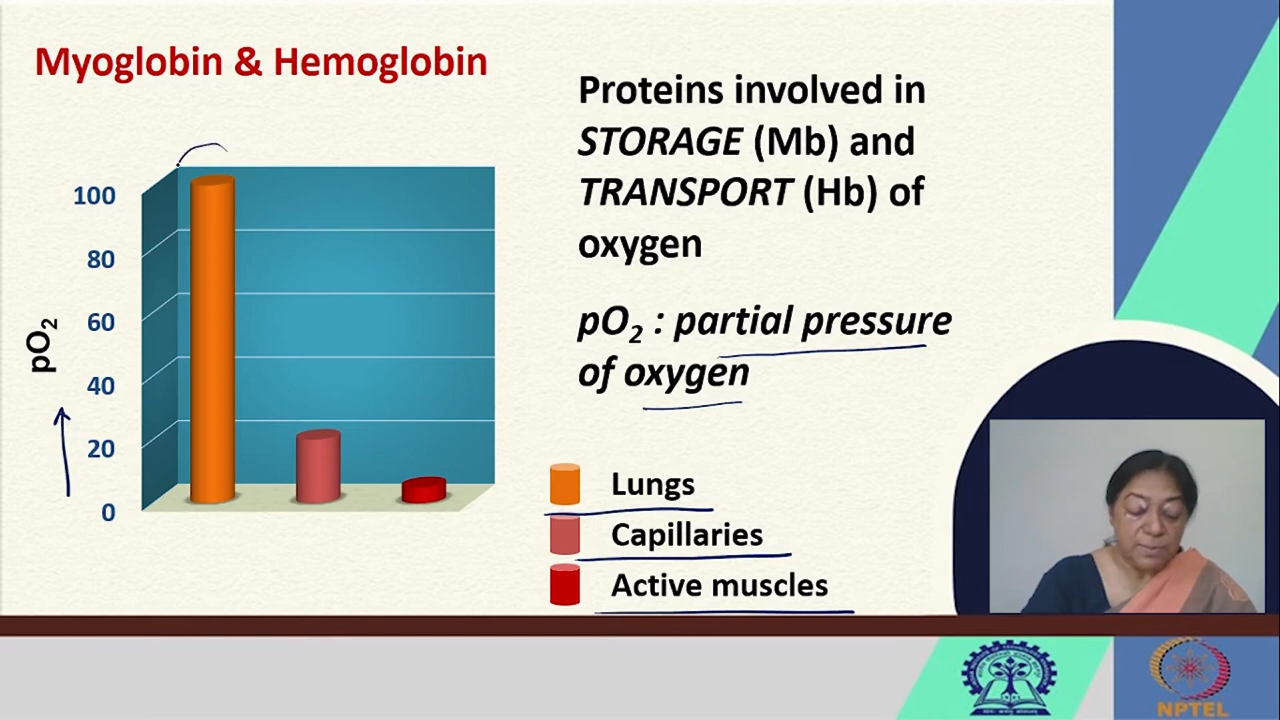 Myoglobin & Hemoglobin
100
80
60
40
20
0
pO₂
Proteins involved in
STORAGE (Mb) and
TRANSPORT (Hb) of
oxygen
pO₂ : partial pressure
of oxygen
Lungs
Capillaries
Active muscles
NPTEL